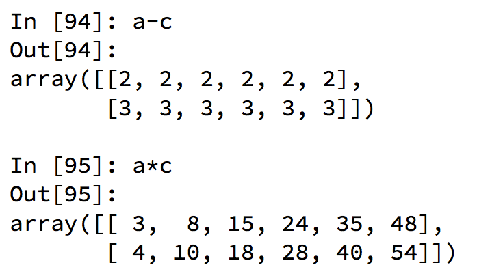 In [94]: a-c
Out[94]:
array([[2, 2, 2, 2, 2, 2],
       [3, 3, 3, 3, 3, 3]])

In [95]: a*c
Out[95]:
array([[ 3,  8, 15, 24, 35, 48],
       [ 4, 10, 18, 28, 40, 54]])